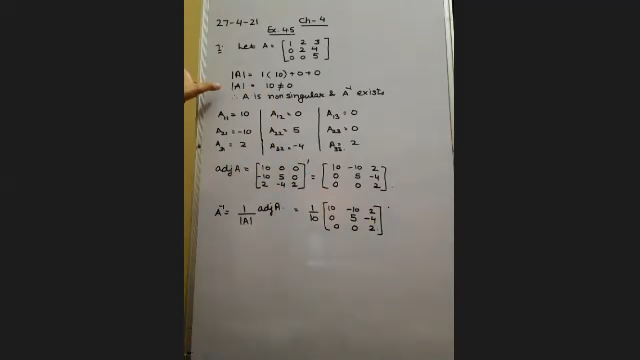 27-4-21 Ch-4
Ex. 4.5
7. Let A = [1 2 3
0 2 4
0 0 5]
|A| = 1(10)+0+0
|A| = 10 ≠ 0
∴ A is nonsingular & A⁻¹ exists
A₁₁ = 10 | A₁₂ = 0 | A₁₃ = 0
A₂₁ = -10 | A₂₂ = 5 | A₂₃ = 0
A₃₁ = 2 | A₃₂ = -4 | A₃₃ = 2
adj A = [10 0 0
-10 5 0
2 -4 2]' = [10 -10 2
0 5 -4
0 0 2]
A⁻¹ = 1/|A| adj A = 1/10 [10 -10 2
0 5 -4
0 0 2]